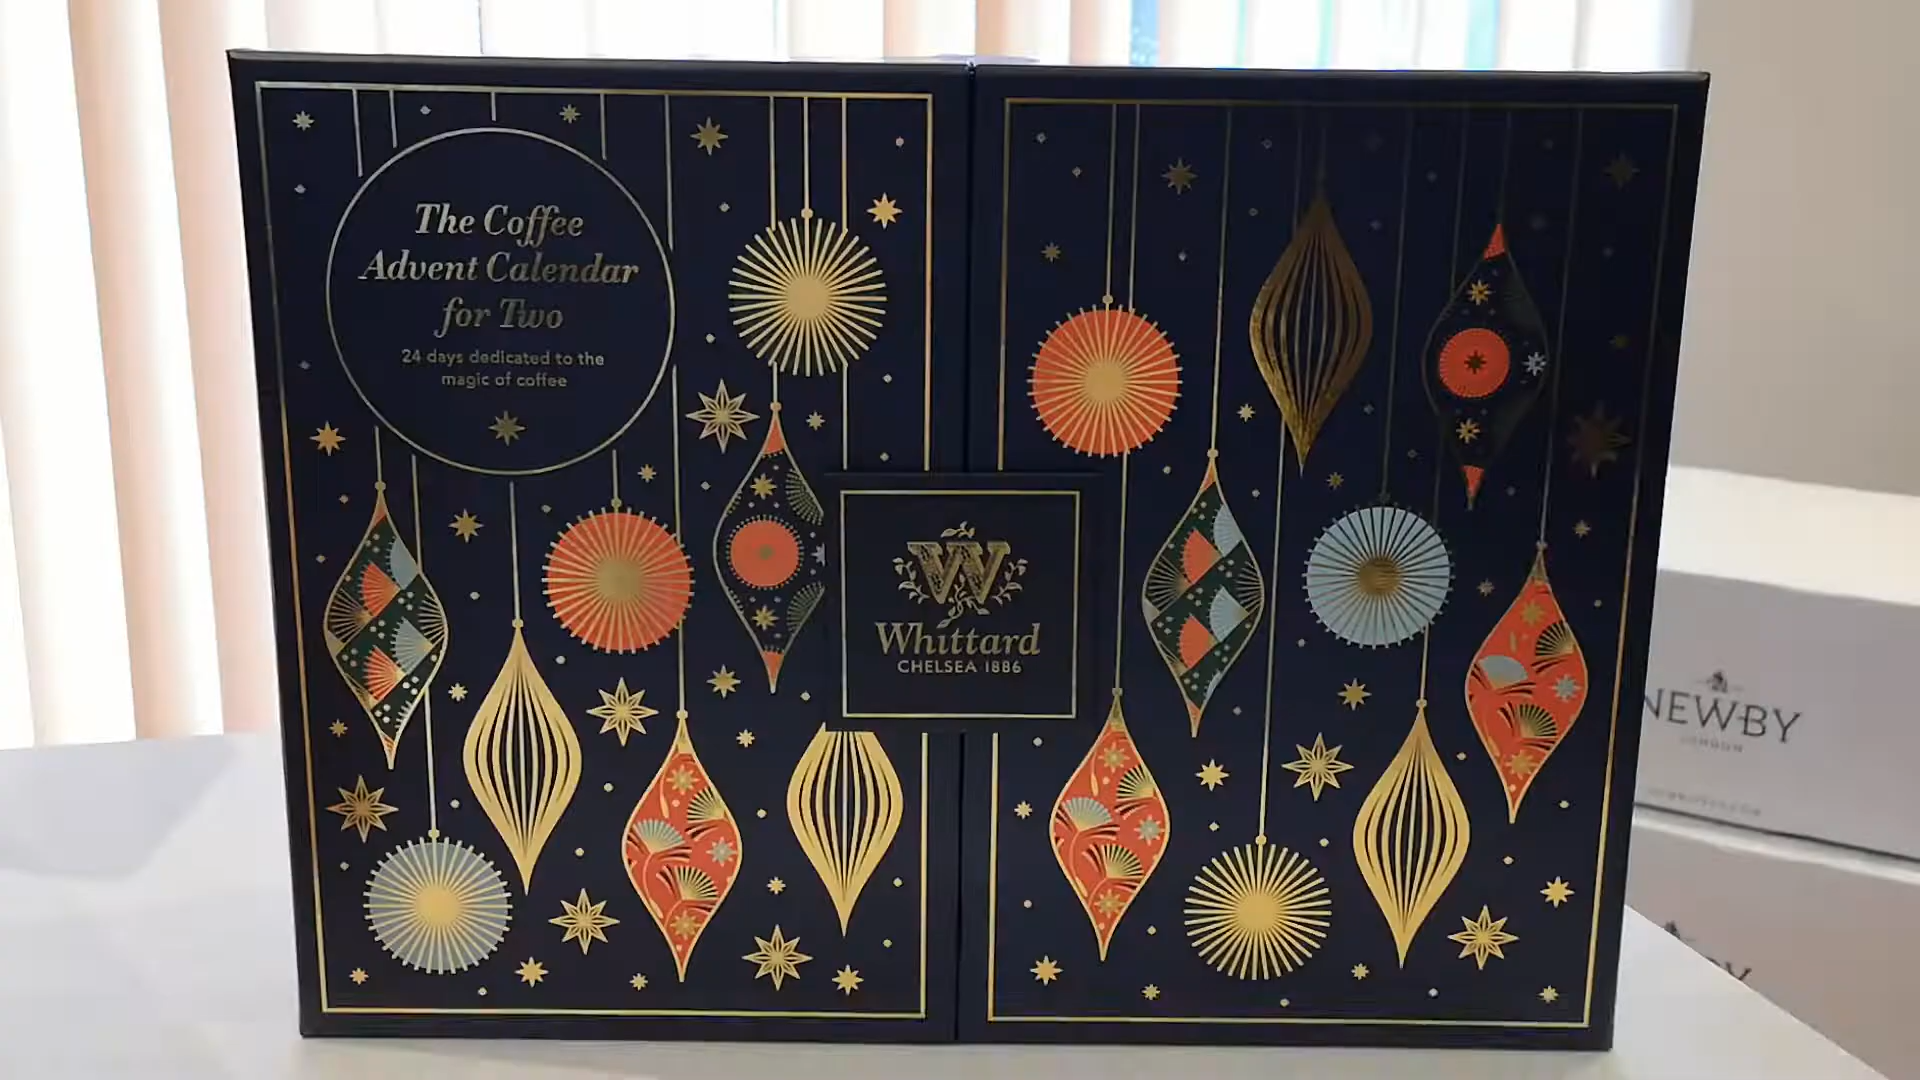 The Coffee
Advent Calendar
for Two
24 days dedicated to the
magic of coffee
W
Whittard
CHELSEA 1886
NEWBY
LONDON